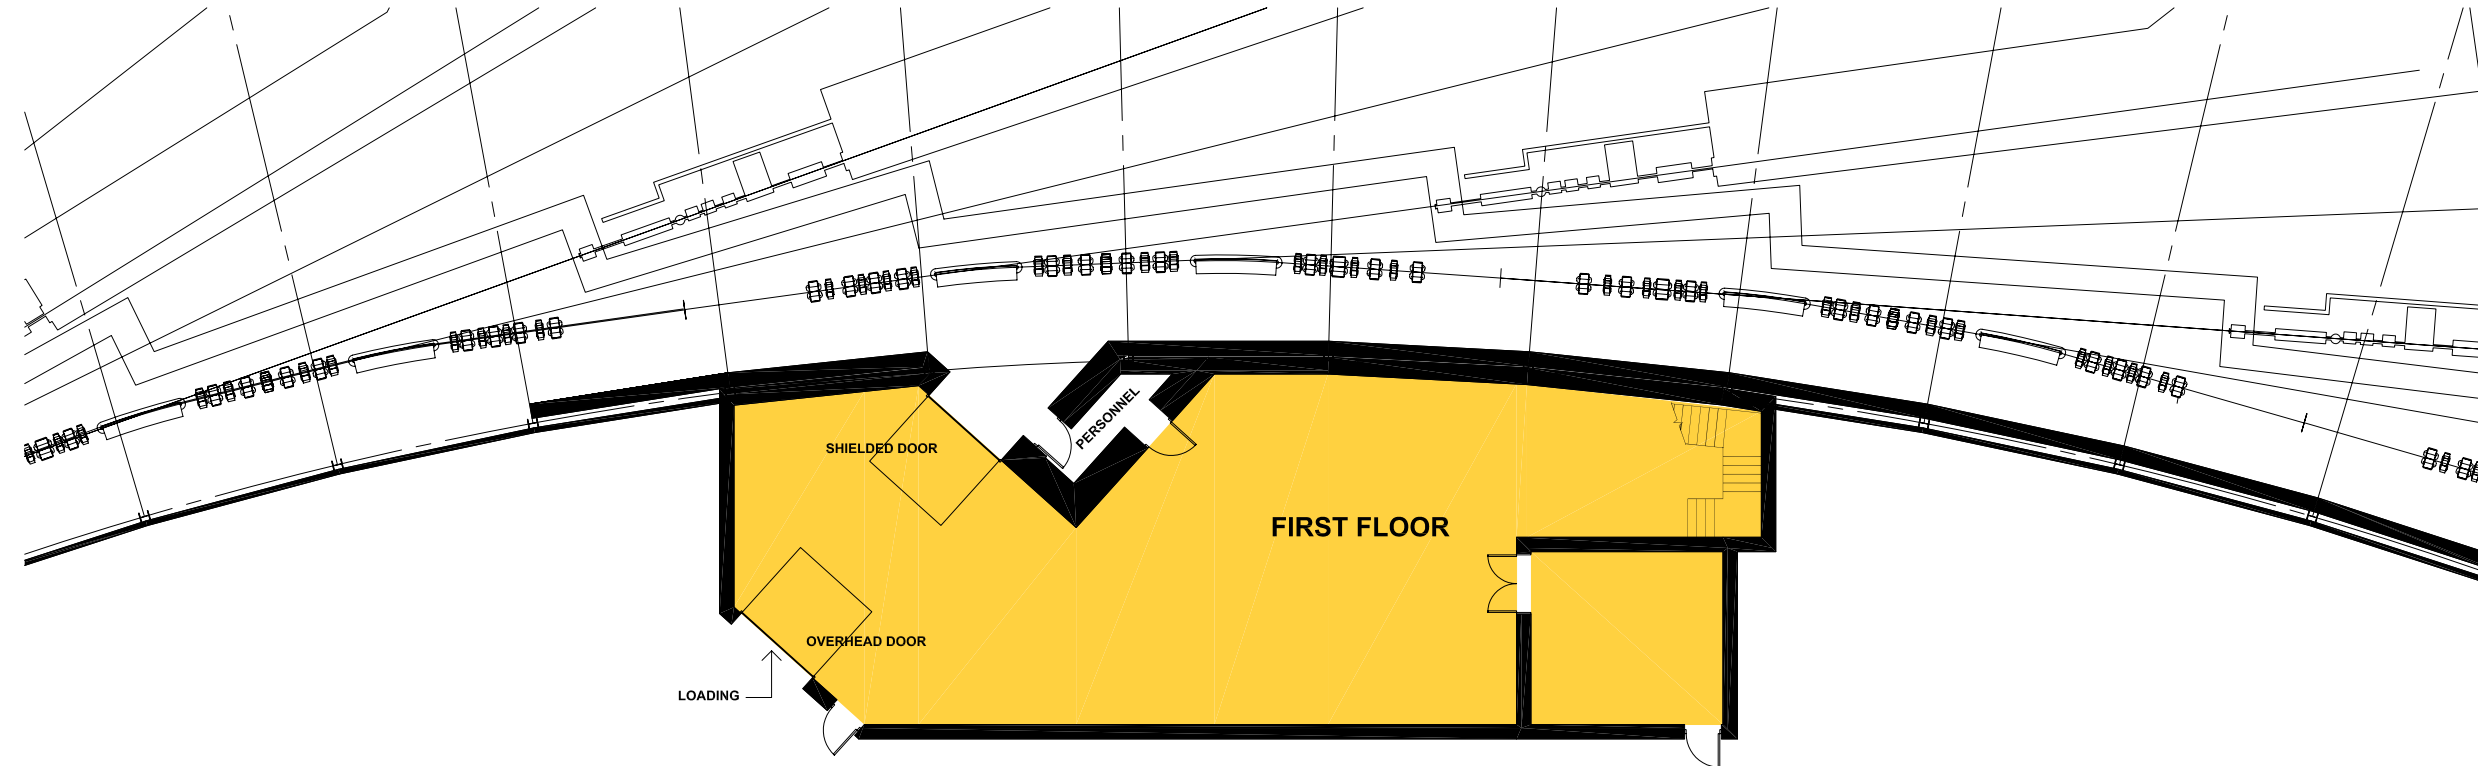 PERSONNEL
SHIELDED DOOR
FIRST FLOOR
OVERHEAD DOOR
LOADING